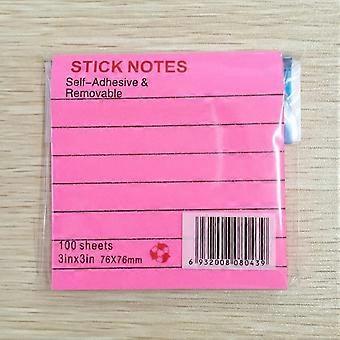 STICK NOTES
Self-Adhesive &
Removable
100 sheets
3inx3in 76X76mm
6 932008 080439